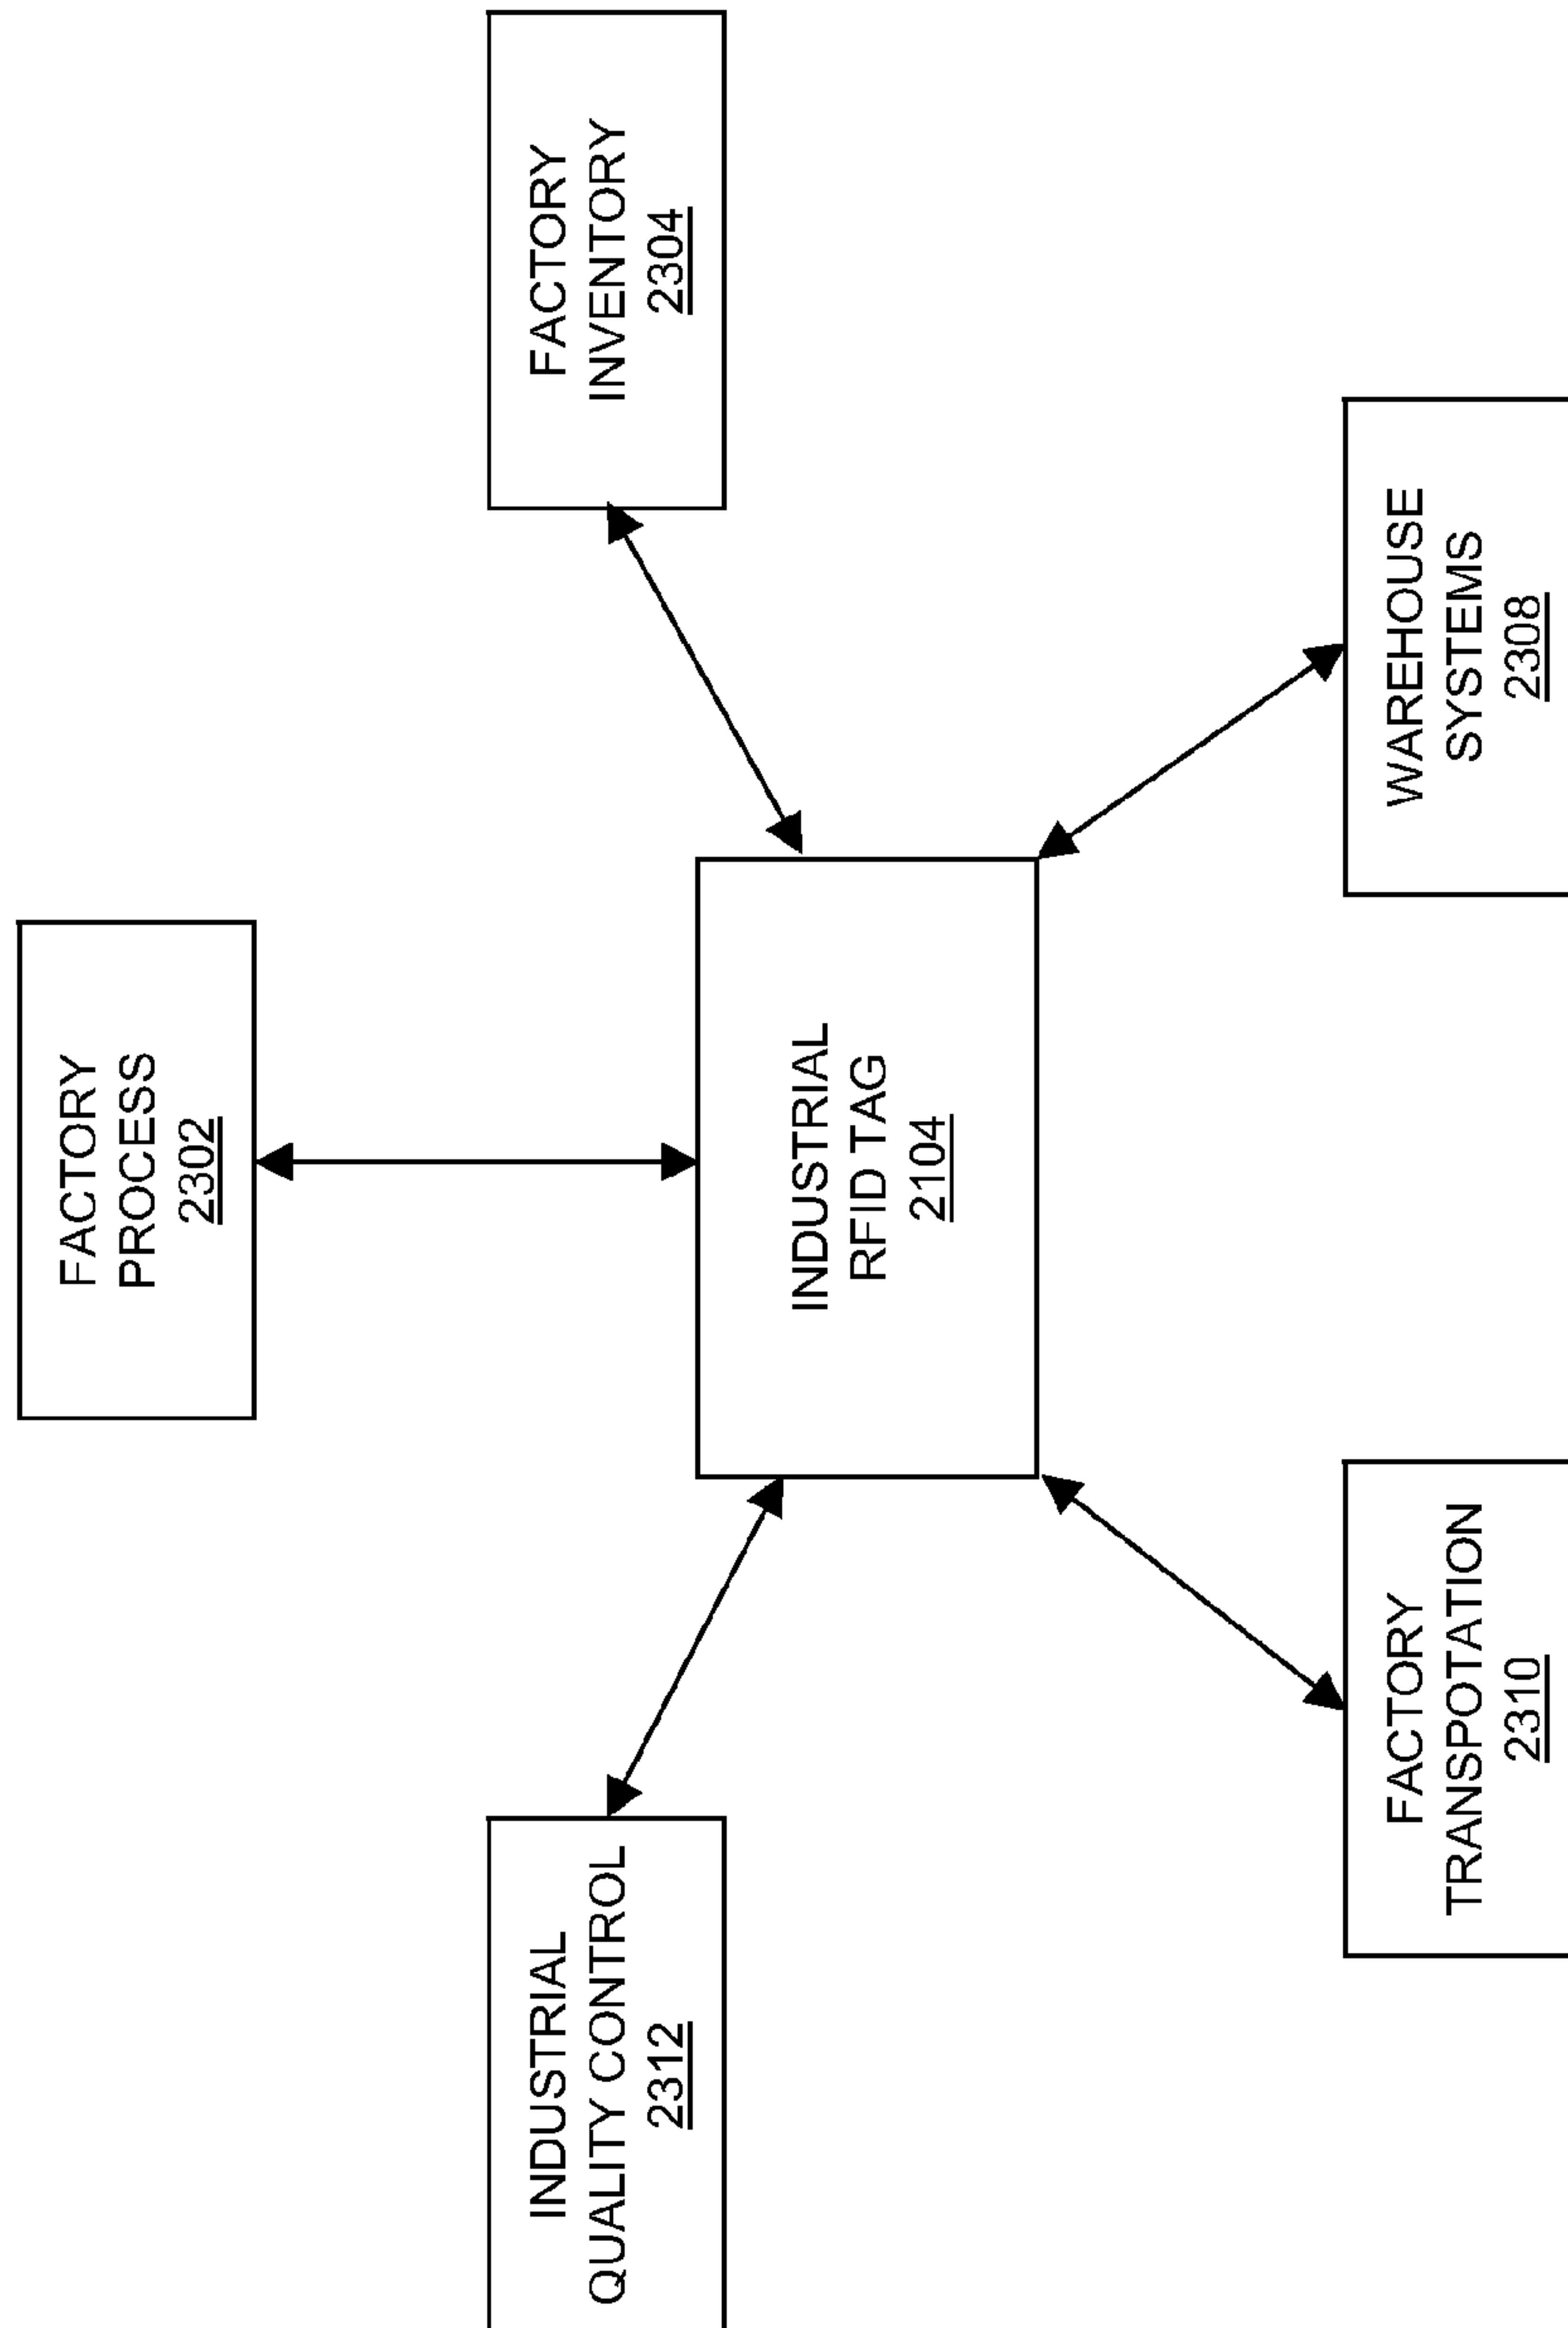 FACTORY
PROCESS
2302
INDUSTRIAL
QUALITY CONTROL
2312
FACTORY
INVENTORY
2304
INDUSTRIAL
RFID TAG
2104
FACTORY
TRANSPOTATION
2310
WAREHOUSE
SYSTEMS
2308